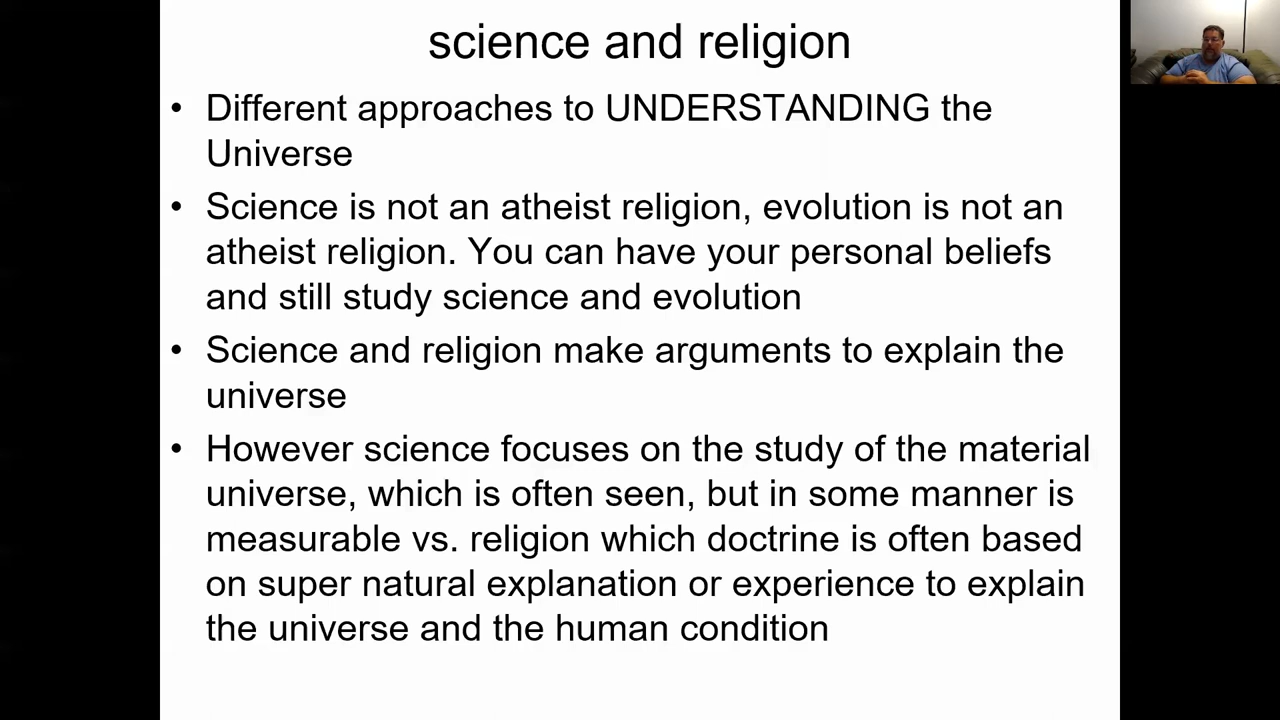 science and religion
• Different approaches to UNDERSTANDING the
Universe
• Science is not an atheist religion, evolution is not an
atheist religion. You can have your personal beliefs
and still study science and evolution
• Science and religion make arguments to explain the
universe
• However science focuses on the study of the material
universe, which is often seen, but in some manner is
measurable vs. religion which doctrine is often based
on super natural explanation or experience to explain
the universe and the human condition